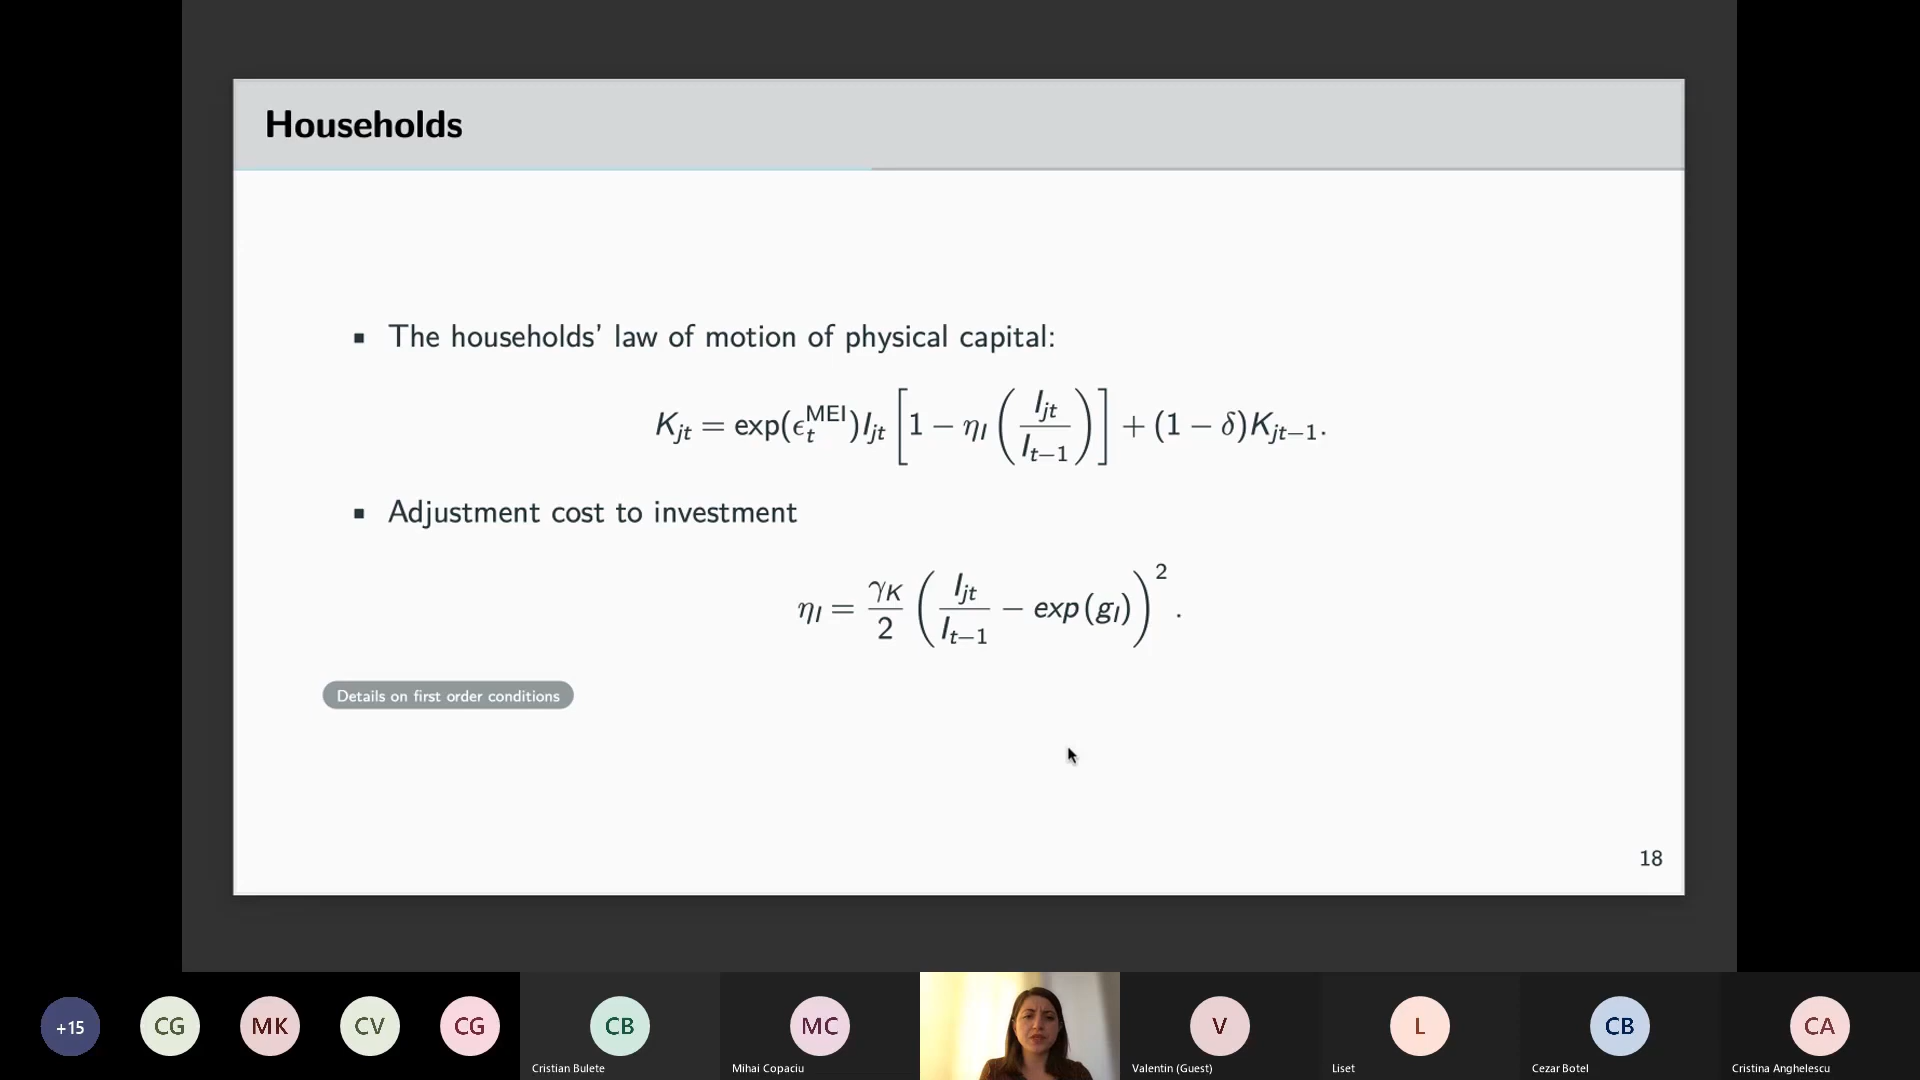 Households
▪ The households' law of motion of physical capital:
K_{jt} = exp(ϵ_t^{MEI}) I_{jt} [1 − η_I (I_{jt} / I_{t−1})] + (1 − δ)K_{jt−1}.
▪ Adjustment cost to investment
η_I = γ_K / 2 (I_{jt} / I_{t−1} − exp(g_I))^2.
Details on first order conditions
18
+15
CG
MK
CV
CG
CB
Cristian Bulete
MC
Mihai Copaciu
V
Valentin (Guest)
L
Liset
CB
Cezar Botel
CA
Cristina Anghelescu